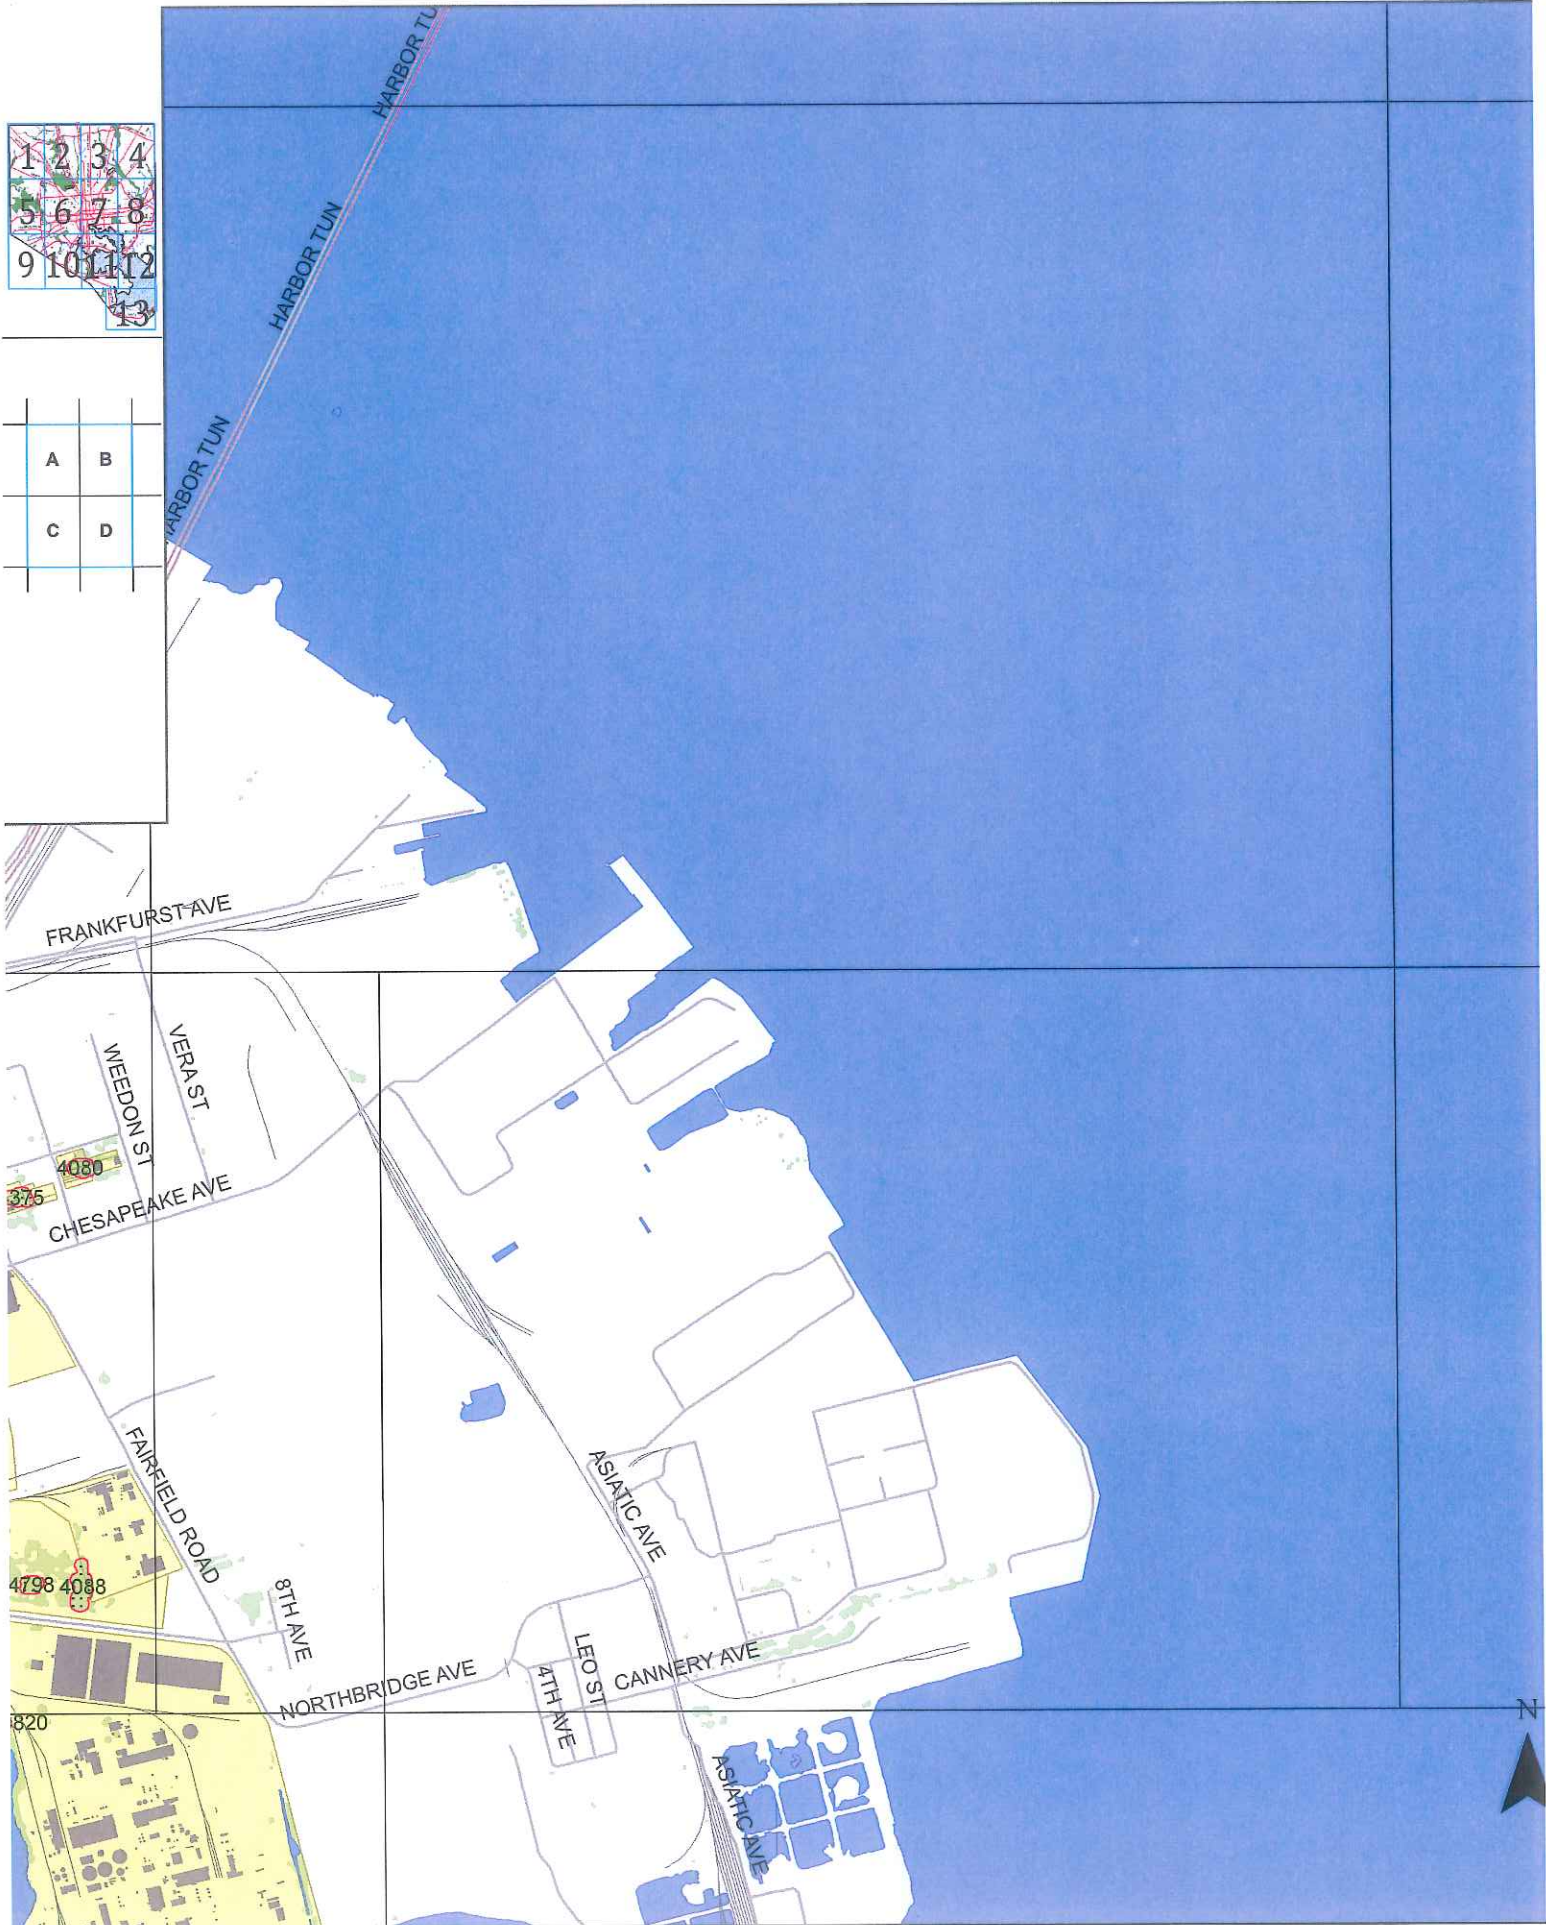 HARBOR TU
1 2 3 4
5 6 7 8
9 10 11 12
13
HARBOR TUN
HARBOR TUN
A B
C D
FRANKFURST AVE
VERA ST
WEEDON ST
4080
375
CHESAPEAKE AVE
FAIRFIELD ROAD
ASIATIC AVE
4798 4088
8TH AVE
LEO ST
CANNERY AVE
4TH AVE
NORTHBRIDGE AVE
820
N
ASIATIC AVE